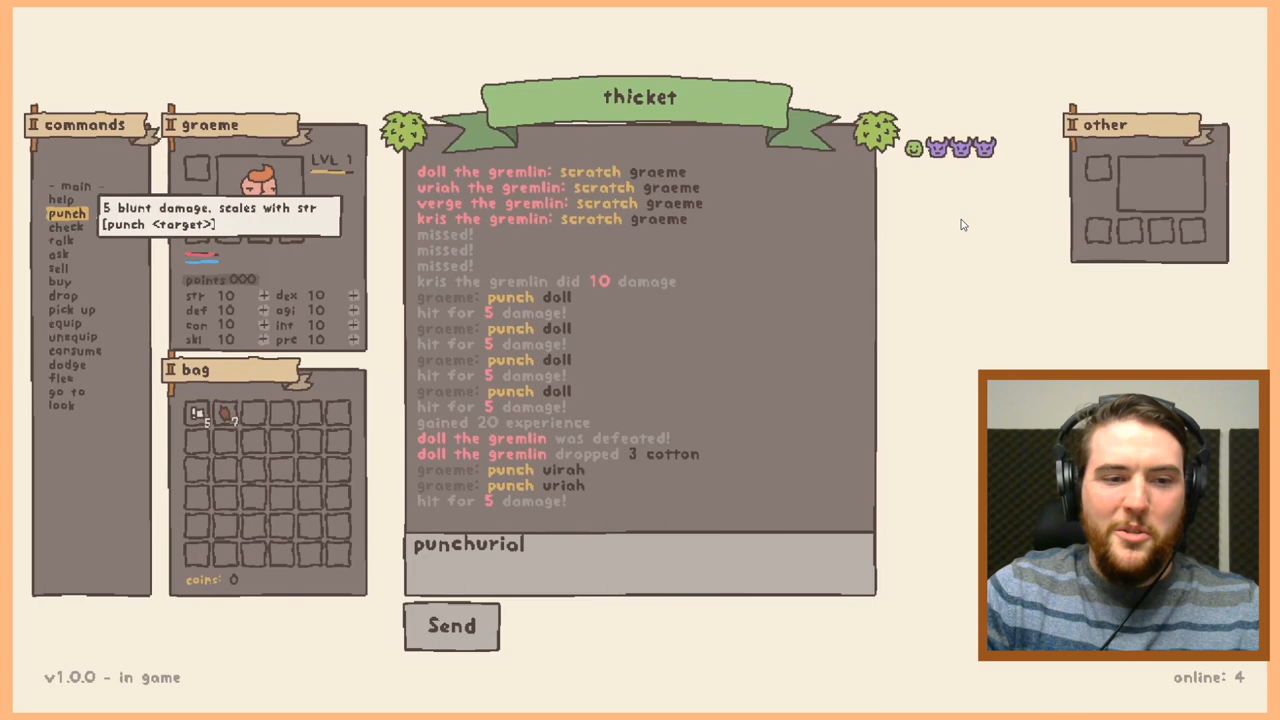 thicket
commands
- main -
help
punch
check
talk
ask
sell
buy
drop
pick up
equip
unequip
consume
dodge
flee
go to
look
5 blunt damage. scales with str
[punch <target>]
graeme
LVL 1
points 000
str 10 + dex 10 +
def 10 + agi 10 +
con 10 + int 10 +
skl 10 + prc 10 +
bag
5
7
coins: 0
doll the gremlin: scratch graeme
uriah the gremlin: scratch graeme
verge the gremlin: scratch graeme
kris the gremlin: scratch graeme
missed!
missed!
missed!
kris the gremlin did 10 damage
graeme: punch doll
hit for 5 damage!
graeme: punch doll
hit for 5 damage!
graeme: punch doll
hit for 5 damage!
graeme: punch doll
hit for 5 damage!
gained 20 experience
doll the gremlin was defeated!
doll the gremlin dropped 3 cotton
graeme: punch uirah
graeme: punch uriah
hit for 5 damage!
punchurial
Send
other
v1.0.0 - in game
online: 4